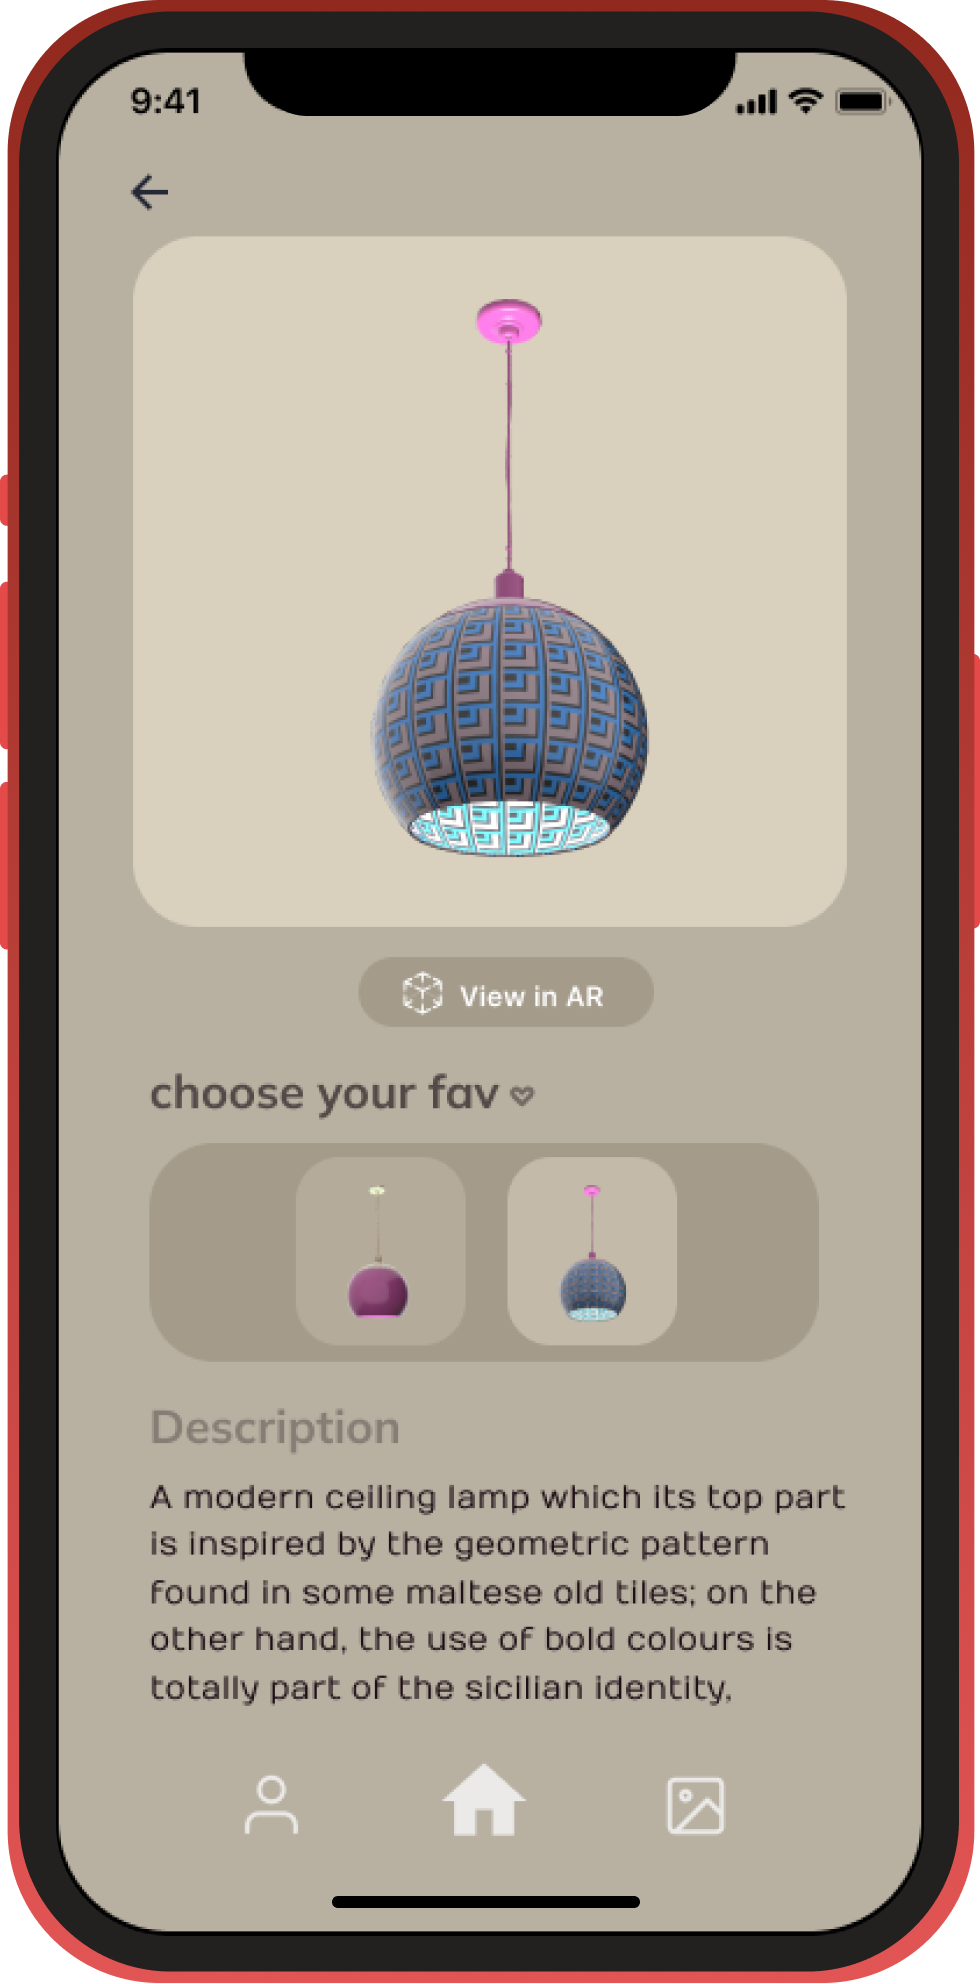 9:41
View in AR
choose your fav
Description
A modern ceiling lamp which its top part
is inspired by the geometric pattern
found in some maltese old tiles; on the
other hand, the use of bold colours is
totally part of the sicilian identity,